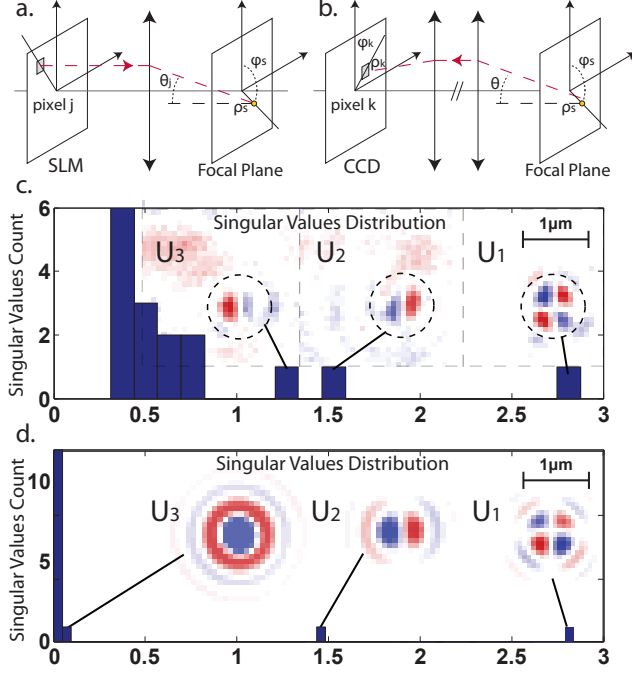 a.
b.
θj
φs
ρs
pixel j
SLM
Focal Plane
φk
ρk
θ
φs
ρs
pixel k
//
CCD
Focal Plane
c.
Singular Values Distribution
Singular Values Count
6
4
2
0
U3
U2
U1
1μm
0 0.5 1 1.5 2 2.5 3
d.
Singular Values Distribution
Singular Values Count
10
5
0
U3
U2
U1
1μm
0 0.5 1 1.5 2 2.5 3